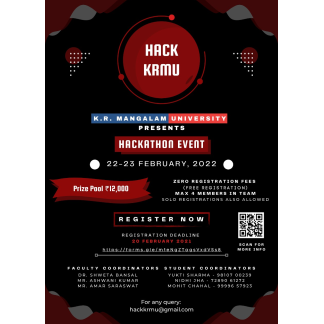 HACK
KRMU
K.R. MANGALAM UNIVERSITY
PRESENTS
HACKATHON EVENT
22-23 FEBRUARY, 2022
Prize Pool ₹12,000
ZERO REGISTRATION FEES
(FREE REGISTRATION)
MAX 4 MEMBERS IN TEAM
SOLO REGISTRATIONS ALSO ALLOWED
REGISTER NOW
REGISTRATION DEADLINE
20 FEBRUARY 2021
SCAN FOR
MORE INFO
FACULTY COORDINATORS
DR. SHWETA BANSAL
MR. ASHWANI KUMAR
MR. AMAR SARASWAT
STUDENT COORDINATORS
YUKTI SHARMA -
NIDHI JHA -
MOHIT CHAHAL -
For any query:
hackkrmu@gmail.com